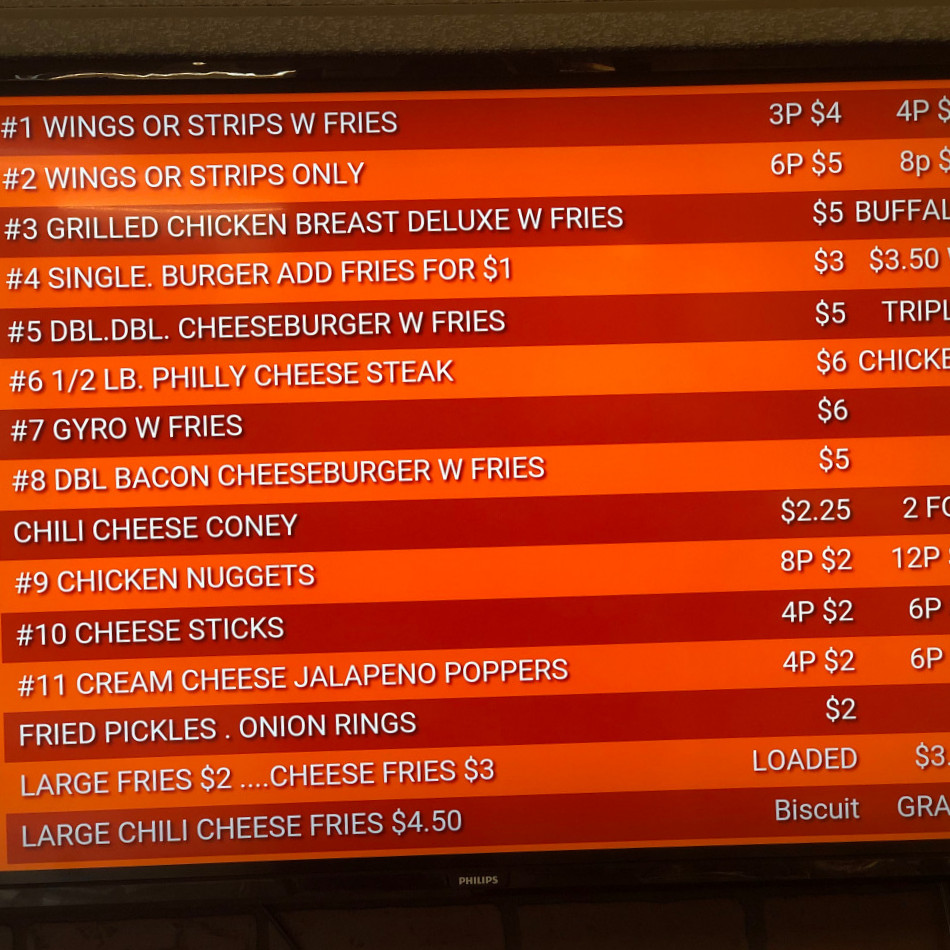 #1 WINGS OR STRIPS W FRIES 3P $4 4P
#2 WINGS OR STRIPS ONLY 6P $5 8p
#3 GRILLED CHICKEN BREAST DELUXE W FRIES $5
#4 SINGLE. BURGER ADD FRIES FOR $1 $3 $3.50
#5 DBL.DBL. CHEESEBURGER W FRIES $5
#6 1/2 LB. PHILLY CHEESE STEAK $6
#7 GYRO W FRIES $6
#8 DBL BACON CHEESEBURGER W FRIES $5
CHILI CHEESE CONEY $2.25 2
#9 CHICKEN NUGGETS 8P $2 12P
#10 CHEESE STICKS 4P $2 6P
#11 CREAM CHEESE JALAPENO POPPERS 4P $2 6P
FRIED PICKLES . ONION RINGS $2
LARGE FRIES $2 ....CHEESE FRIES $3 LOADED
LARGE CHILI CHEESE FRIES $4.50 Biscuit
PHILIPS